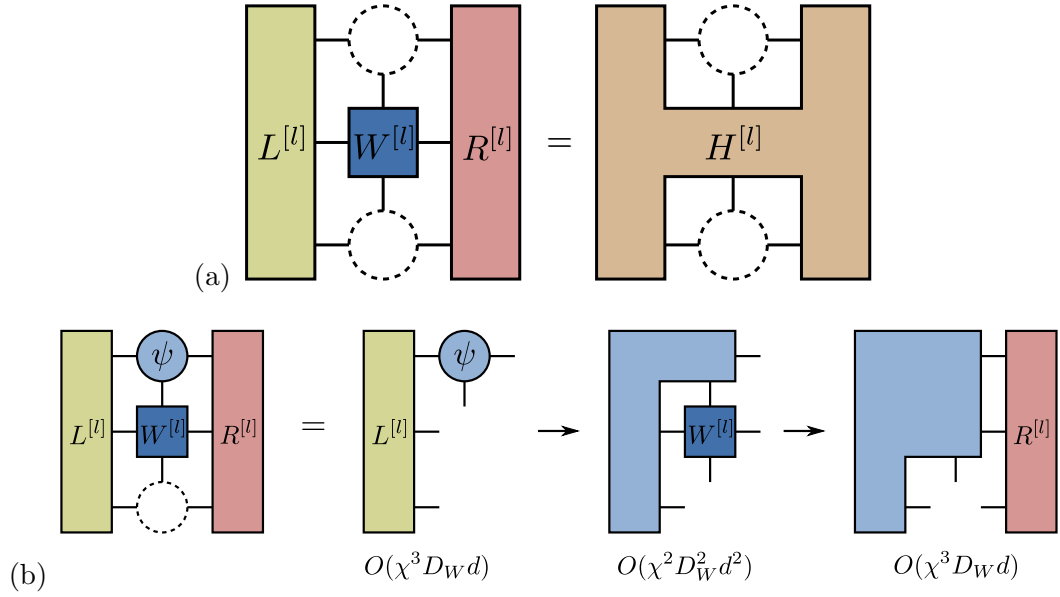 L^{[l]} W^{[l]} R^{[l]} = H^{[l]}
(a)
ψ ψ
L^{[l]} W^{[l]} R^{[l]} = L^{[l]} W^{[l]} R^{[l]}
O(χ^3 D_W d) O(χ^2 D_W^2 d^2) O(χ^3 D_W d)
(b)